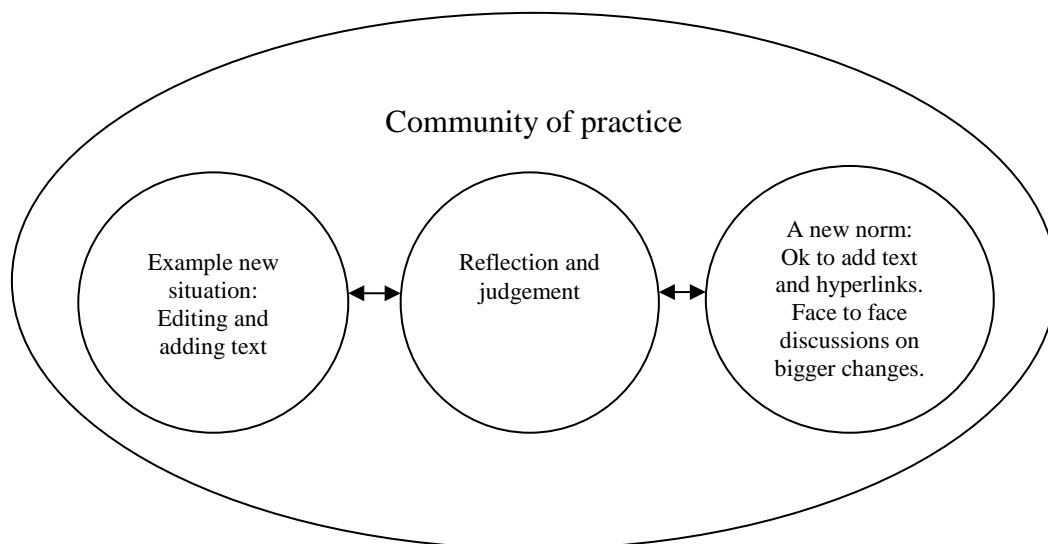 Community of practice
Example new
situation:
Editing and
adding text
Reflection and
judgement
A new norm:
Ok to add text
and hyperlinks.
Face to face
discussions on
bigger changes.